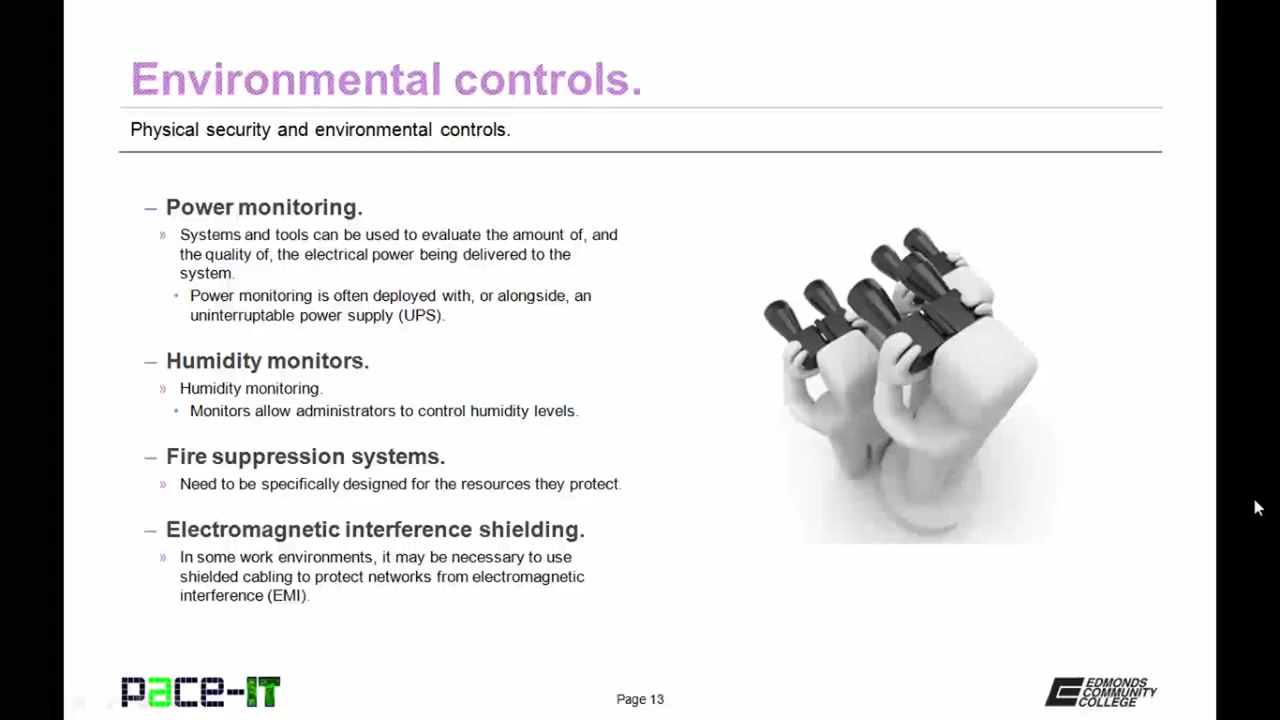 Environmental controls.
Physical security and environmental controls.
– Power monitoring.
» Systems and tools can be used to evaluate the amount of, and
the quality of, the electrical power being delivered to the
system.
• Power monitoring is often deployed with, or alongside, an
uninterruptable power supply (UPS).
– Humidity monitors.
» Humidity monitoring.
• Monitors allow administrators to control humidity levels.
– Fire suppression systems.
» Need to be specifically designed for the resources they protect.
– Electromagnetic interference shielding.
» In some work environments, it may be necessary to use
shielded cabling to protect networks from electromagnetic
interference (EMI).
pace-IT
Page 13
EDMONDS
COMMUNITY
COLLEGE